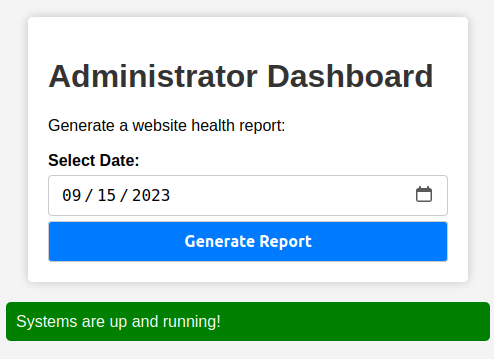 Administrator Dashboard
Generate a website health report:
Select Date:
09/15/2023
Generate Report
Systems are up and running!